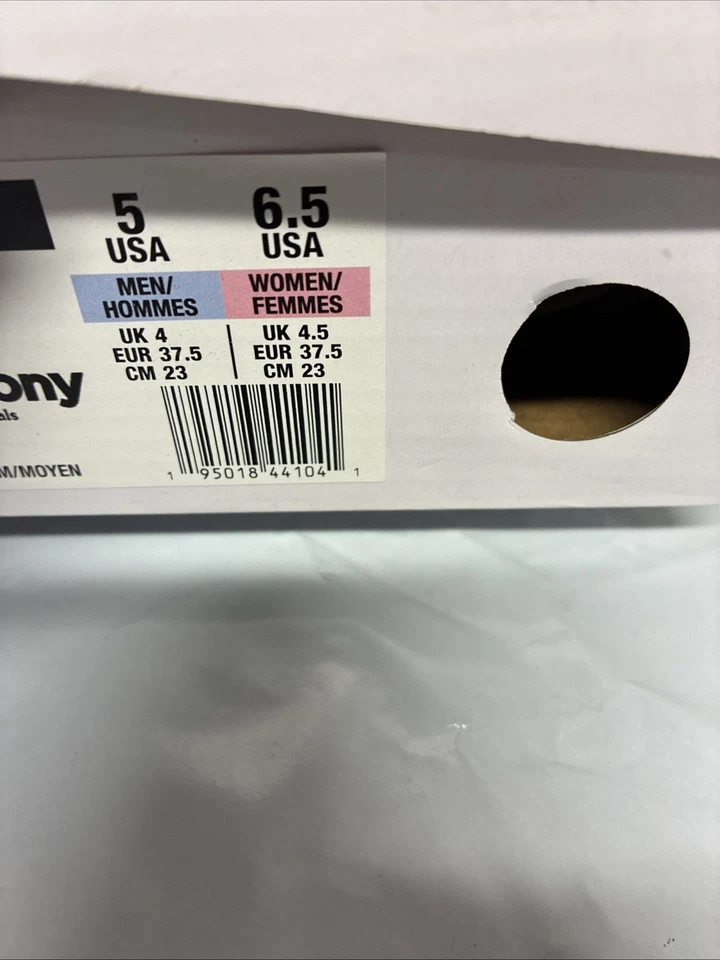 5 6.5
USA USA
MEN/ WOMEN/
HOMMES FEMMES
UK 4 UK 4.5
EUR 37.5 EUR 37.5
CM 23 CM 23
ony
als
M/MOYEN
1 95018 44104 1